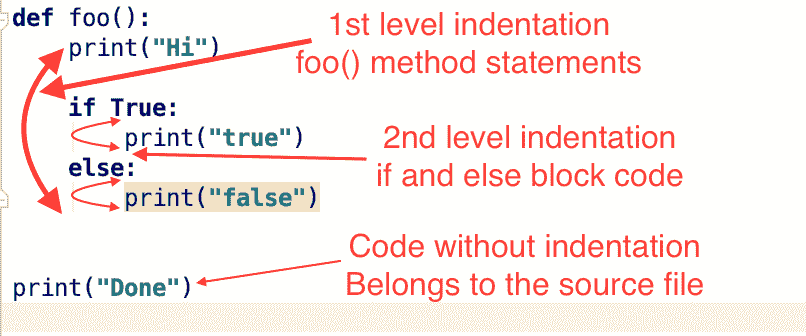 def foo():
print("Hi")
1st level indentation
foo() method statements
if True:
print("true")
2nd level indentation
if and else block code
else:
print("false")
Code without indentation
Belongs to the source file
print("Done")